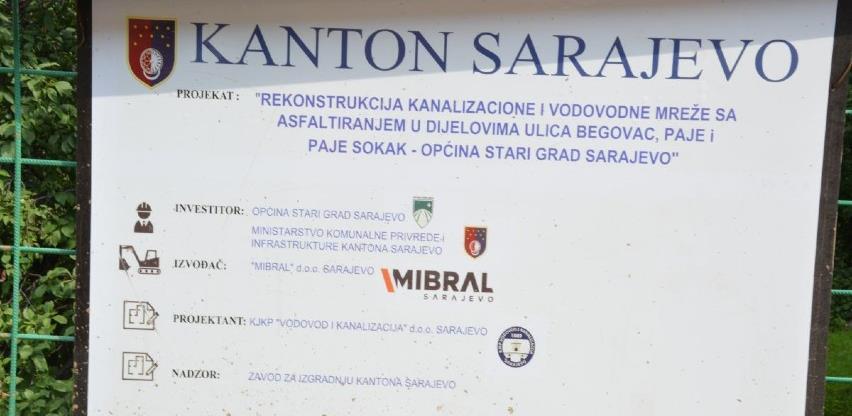 KANTON SARAJEVO
PROJEKAT : "REKONSTRUKCIJA KANALIZACIONE I VODOVODNE MREŽE SA
ASFALTIRANJEM U DIJELOVIMA ULICA BEGOVAC, PAJE i
PAJE SOKAK - OPĆINA STARI GRAD SARAJEVO"
INVESTITOR: OPĆINA STARI GRAD SARAJEVO
MINISTARSTVO KOMUNALNE PRIVREDE i
INFRASTRUKTURE KANTONA SARAJEVO
IZVOĐAČ: "MIBRAL" d.o.o. SARAJEVO
MIBRAL
SARAJEVO
PROJEKTANT: KJKP "VODOVOD I KANALIZACIJA" d.o.o. SARAJEVO
NADZOR: ZAVOD ZA IZGRADNJU KANTONA SARAJEVO